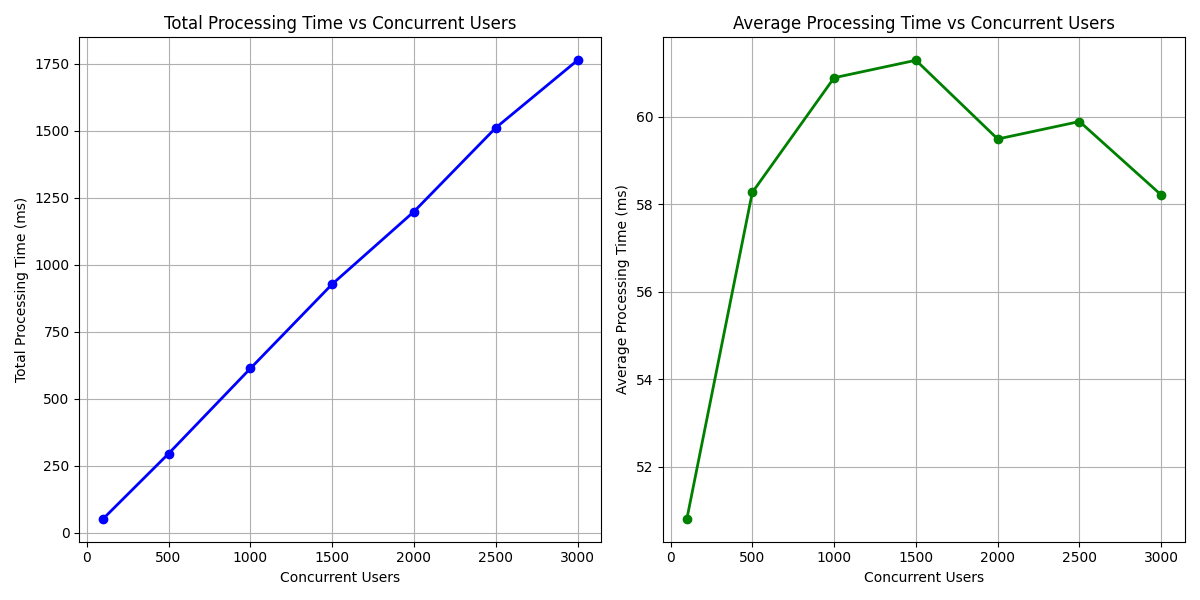 Total Processing Time vs Concurrent Users
Total Processing Time (ms)
1750
1500
1250
1000
750
500
250
0
0 500 1000 1500 2000 2500 3000
Concurrent Users
Average Processing Time vs Concurrent Users
Average Processing Time (ms)
60
58
56
54
52
0 500 1000 1500 2000 2500 3000
Concurrent Users